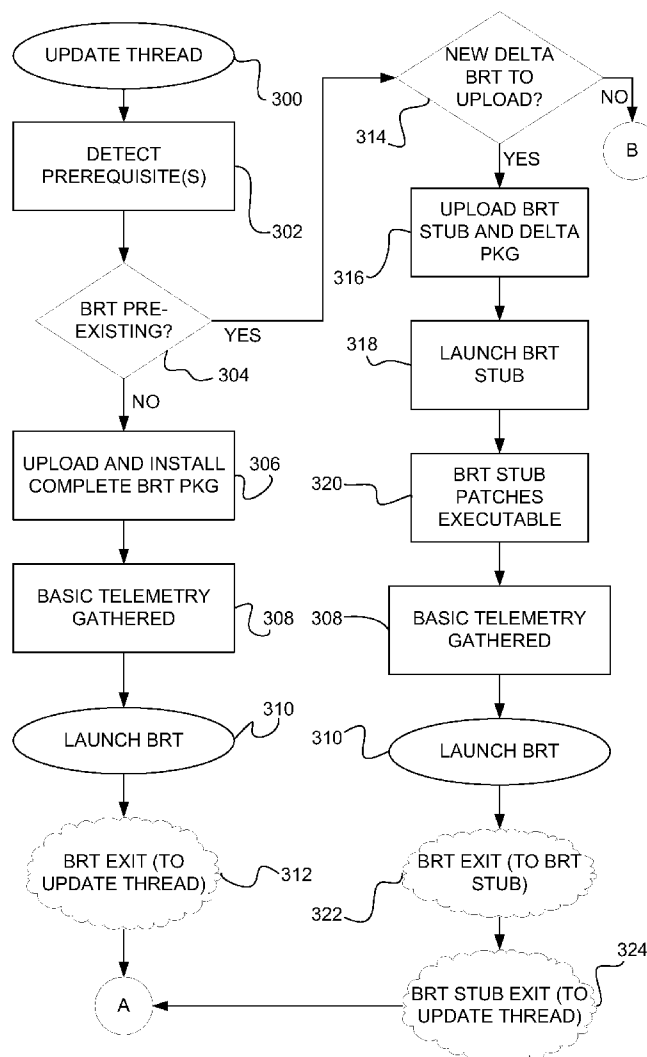 UPDATE THREAD
300
DETECT
PREREQUISITE(S)
302
BRT PRE-
EXISTING?
YES
304
NO
UPLOAD AND INSTALL
COMPLETE BRT PKG
306
BASIC TELEMETRY
GATHERED
308
LAUNCH BRT
310
BRT EXIT (TO
UPDATE THREAD)
312
A
NEW DELTA
BRT TO
UPLOAD?
314
NO
B
YES
UPLOAD BRT
STUB AND DELTA
PKG
316
LAUNCH BRT
STUB
318
BRT STUB
PATCHES
EXECUTABLE
320
BASIC TELEMETRY
GATHERED
308
LAUNCH BRT
310
BRT EXIT (TO BRT
STUB)
322
BRT STUB EXIT (TO
UPDATE THREAD)
324